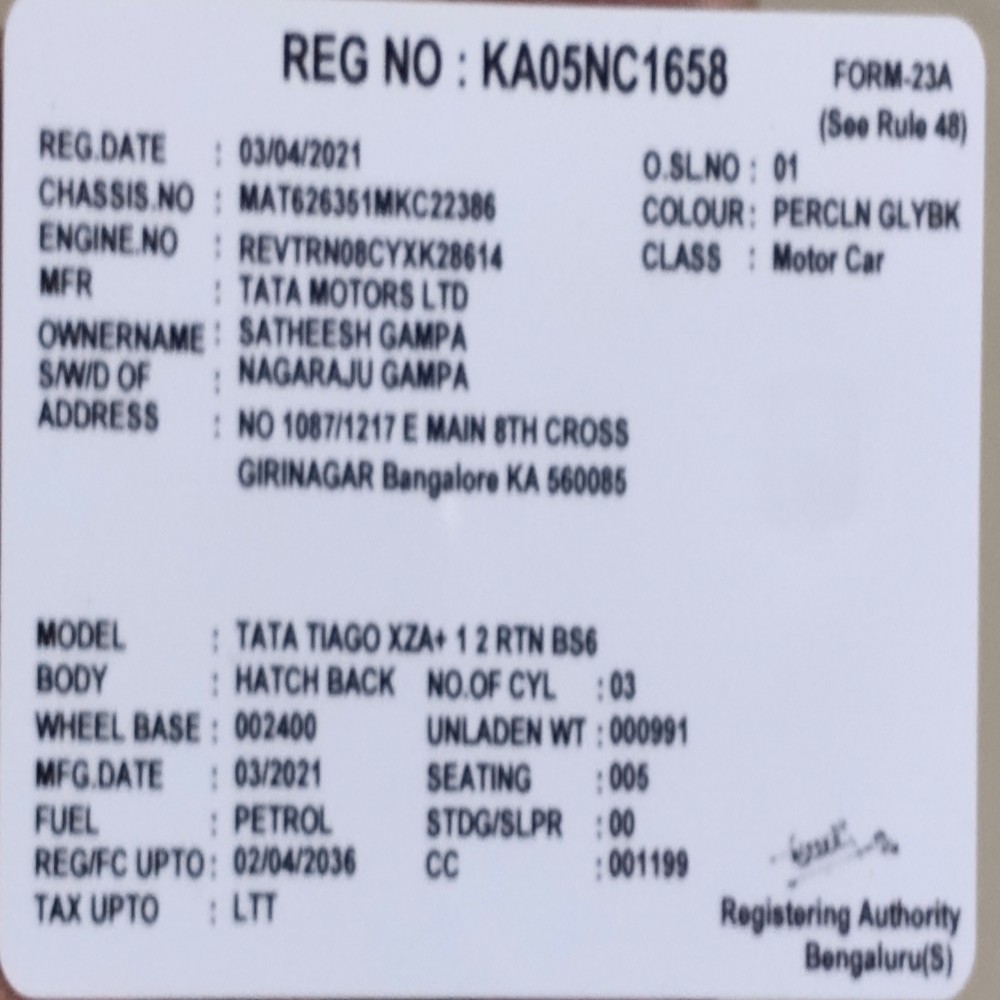 REG NO : KA05NC1658
FORM-23A
(See Rule 48)
REG.DATE : 03/04/2021
O.SL.NO : 01
CHASSIS.NO : MAT626351MKC22386
COLOUR : PERCLN GLYBK
ENGINE.NO : REVTRN08CYXK28614
CLASS : Motor Car
MFR : TATA MOTORS LTD
OWNERNAME : SATHEESH GAMPA
S/W/D OF : NAGARAJU GAMPA
ADDRESS : NO 1087/1217 E MAIN 8TH CROSS
GIRINAGAR Bangalore KA 560085
MODEL : TATA TIAGO XZA+ 1 2 RTN BS6
BODY : HATCH BACK NO.OF CYL : 03
WHEEL BASE : 002400 UNLADEN WT : 000991
MFG.DATE : 03/2021 SEATING : 005
FUEL : PETROL STDG/SLPR : 00
REG/FC UPTO : 02/04/2036 CC : 001199
TAX UPTO : LTT
Registering Authority
Bengaluru(S)